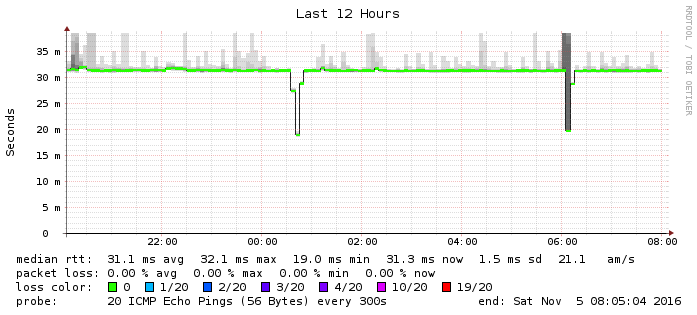 Last 12 Hours
RRDTOOL / TOBI OETIKER
Seconds
35 m
30 m
25 m
20 m
15 m
10 m
5 m
0
22:00 00:00 02:00 04:00 06:00 08:00
median rtt: 31.1 ms avg 32.1 ms max 19.0 ms min 31.3 ms now 1.5 ms sd 21.1 am/s
packet loss: 0.00 % avg 0.00 % max 0.00 % min 0.00 % now
loss color: 0 1/20 2/20 3/20 4/20 10/20 19/20
probe: 20 ICMP Echo Pings (56 Bytes) every 300s end: Sat Nov 5 08:05:04 2016